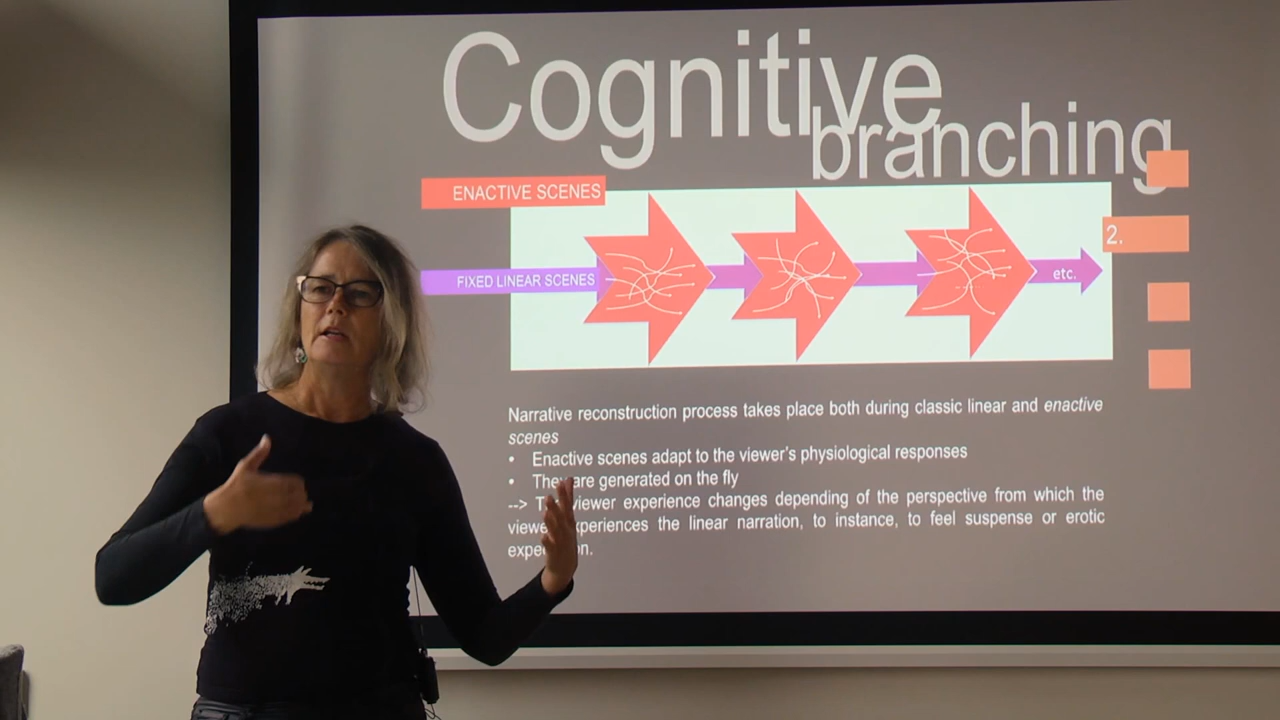 Cognitive
branching
ENACTIVE SCENES
2.
FIXED LINEAR SCENES
etc.
Narrative reconstruction process takes place both during classic linear and enactive
scenes
• Enactive scenes adapt to the viewer's physiological responses
• They are generated on the fly
--> viewer experience changes depending of the perspective from which the
experiences the linear narration, to instance, to feel suspense or erotic